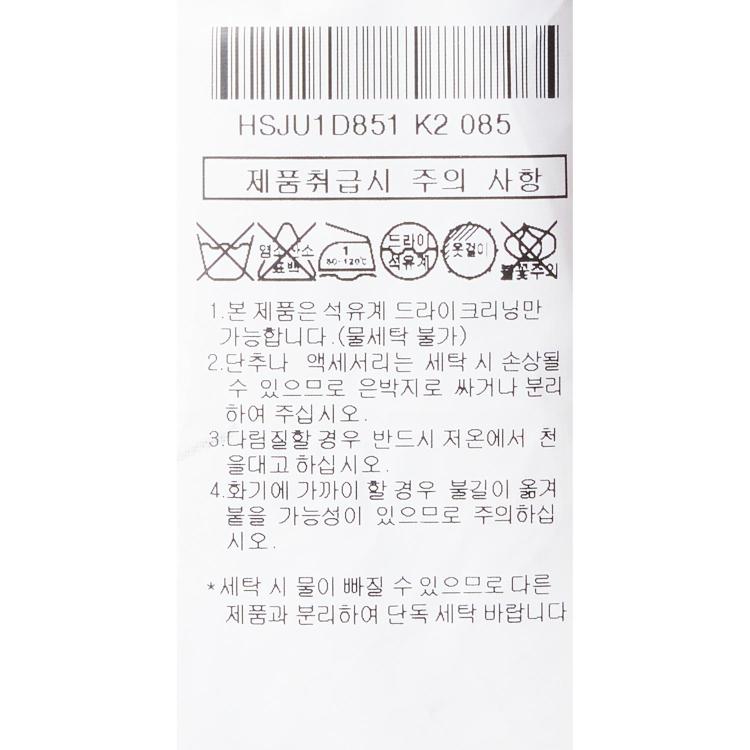 HSJU1D851 K2 085
제품취급시 주의 사항
염소산소 표백
1 80-120℃
드라이 석유계
옷걸이
불꽃주의
1.본 제품은 석유계 드라이크리닝만
가능합니다.(물세탁 불가)
2.단추나 액세서리는 세탁 시 손상될
수 있으므로 은박지로 싸거나 분리
하여 주십시오.
3.다림질할 경우 반드시 저온에서 천
을대고 하십시오.
4.화기에 가까이 할 경우 불길이 옮겨
붙을 가능성이 있으므로 주의하십
시오.
*세탁 시 물이 빠질 수 있으므로 다른
제품과 분리하여 단독 세탁 바랍니다